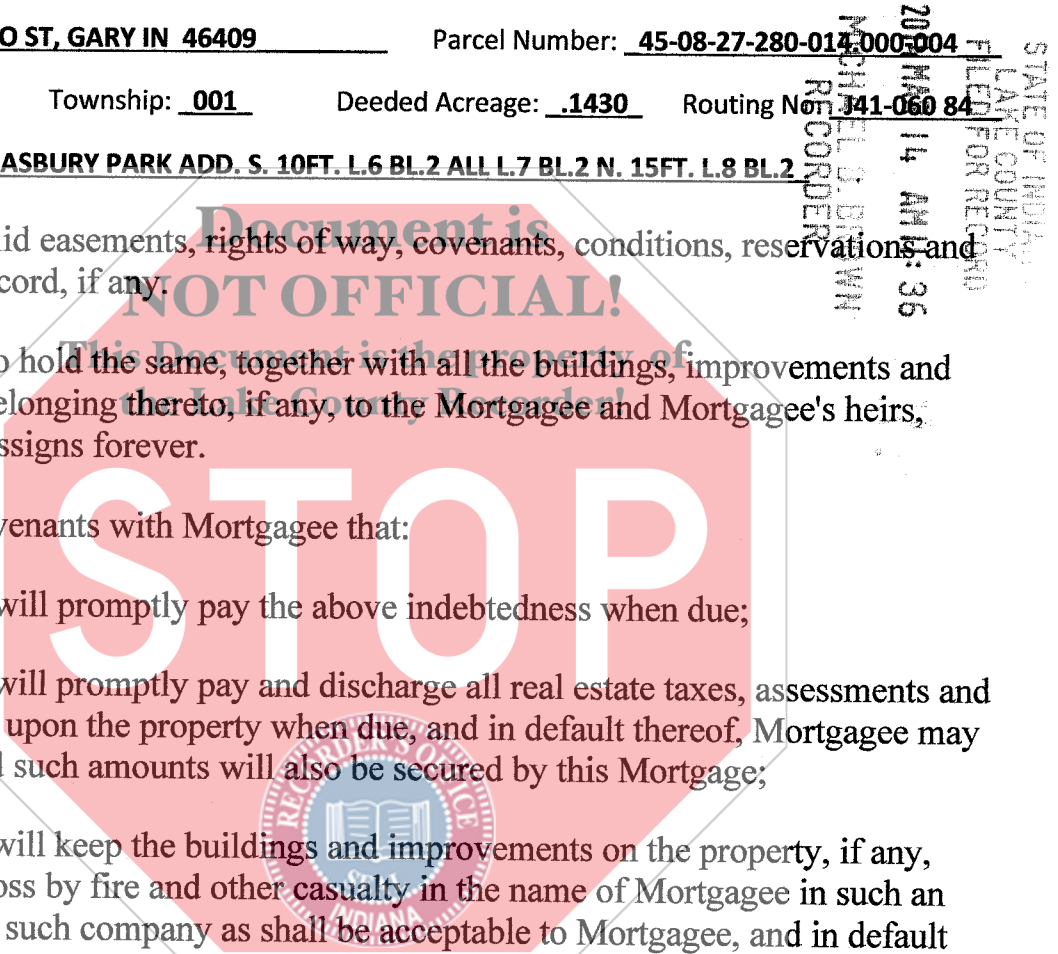 O ST, GARY IN 46409 Parcel Number: 45-08-27-280-014.000-004
Township: 001 Deeded Acreage: .1430 Routing No J41-060 84
ASBURY PARK ADD. S. 10FT. L.6 BL.2 ALL L.7 BL.2 N. 15FT. L.8 BL.2
STATE OF INDIANA
LAKE COUNTY
FILED FOR RECORD
MAR 14 AM 36
MICHAEL B. BROWN
RECORDER
Document is
NOT OFFICIAL!
This Document is the property of
the Lake County Recorder!
STOP
id easements, rights of way, covenants, conditions, reservations and
cord, if any.
o hold the same, together with all the buildings, improvements and
elonging thereto, if any, to the Mortgagee and Mortgagee's heirs,
ssigns forever.
venants with Mortgagee that:
will promptly pay the above indebtedness when due;
will promptly pay and discharge all real estate taxes, assessments and
upon the property when due, and in default thereof, Mortgagee may
l such amounts will also be secured by this Mortgage;
will keep the buildings and improvements on the property, if any,
oss by fire and other casualty in the name of Mortgagee in such an
such company as shall be acceptable to Mortgagee, and in default
RECORDER'S OFFICE
SEAL
INDIANA